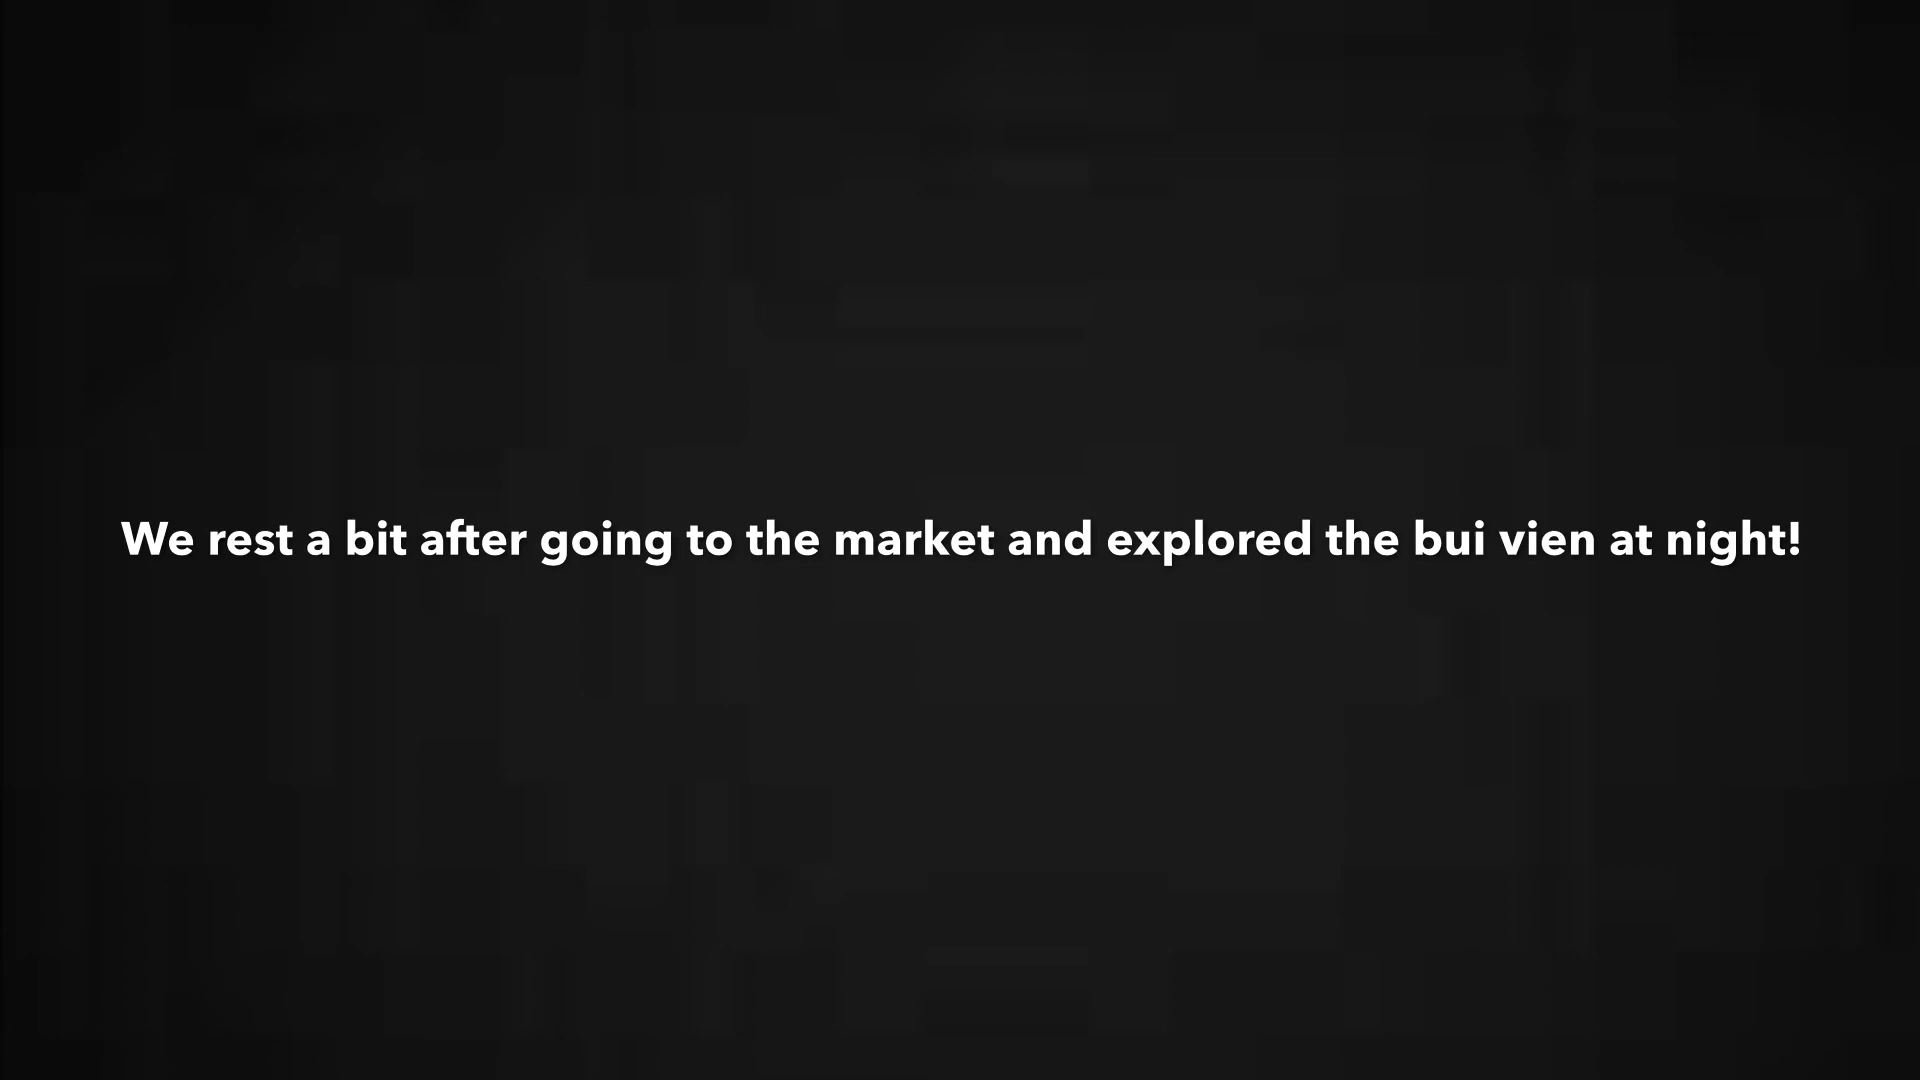 We rest a bit after going to the market and explored the bui vien at night!